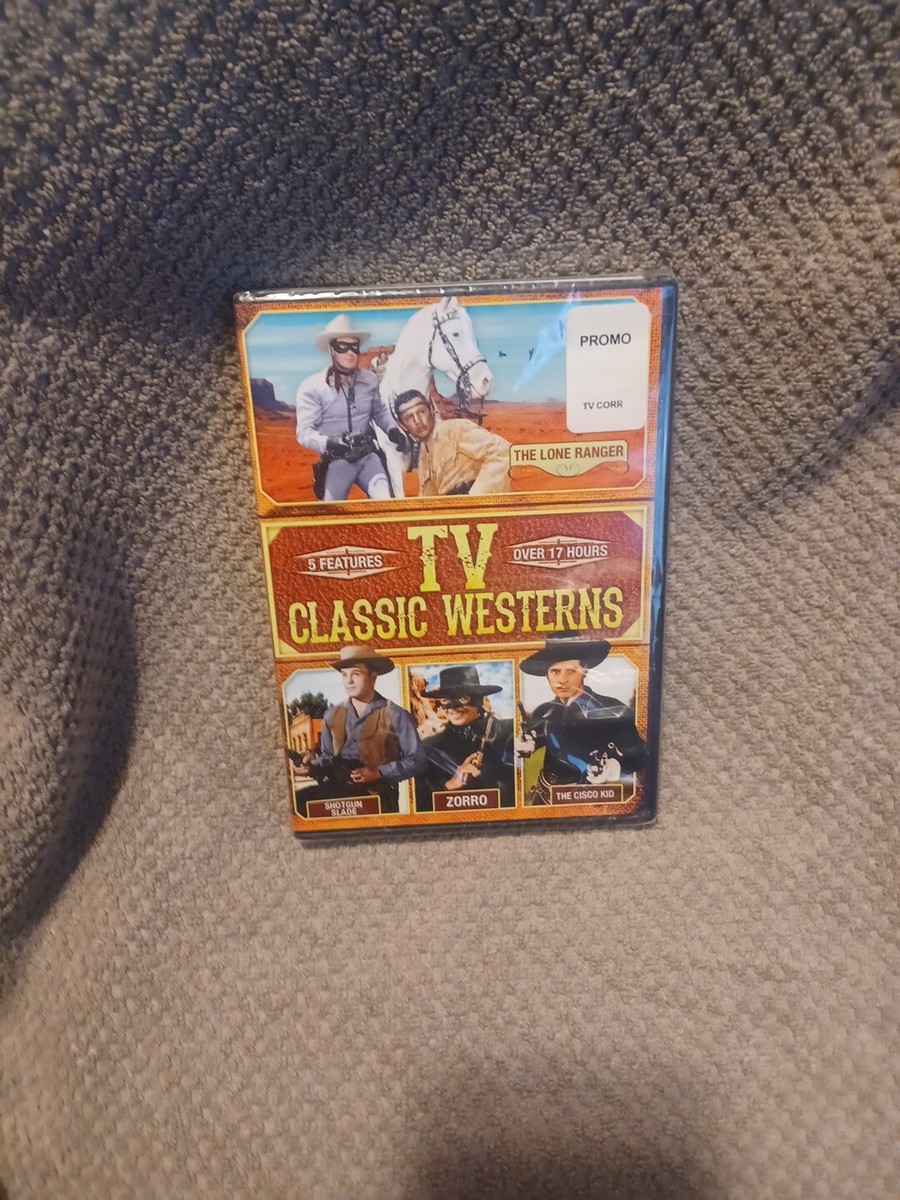 PROMO
TV CORR
THE LONE RANGER
5 FEATURES
TV
OVER 17 HOURS
CLASSIC WESTERNS
SHOTGUN
SLADE
ZORRO
THE CISCO KID